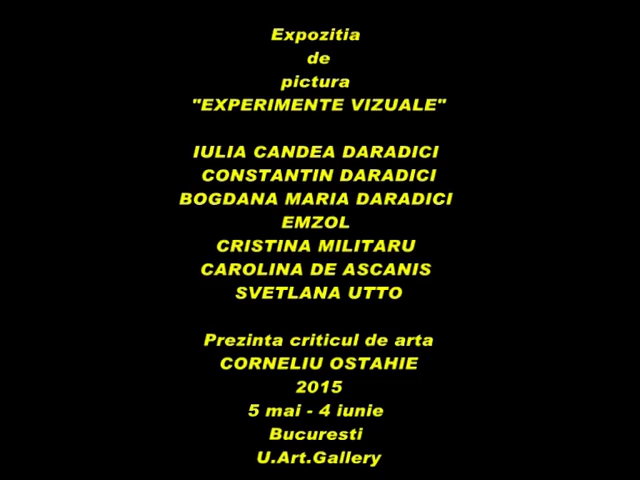 Expozitia
de
pictura
"EXPERIMENTE VIZUALE"
IULIA CANDEA DARADICI
CONSTANTIN DARADICI
BOGDANA MARIA DARADICI
EMZOL
CRISTINA MILITARU
CAROLINA DE ASCANIS
SVETLANA UTTO
Prezinta criticul de arta
CORNELIU OSTAHIE
2015
5 mai - 4 iunie
Bucuresti
U.Art.Gallery